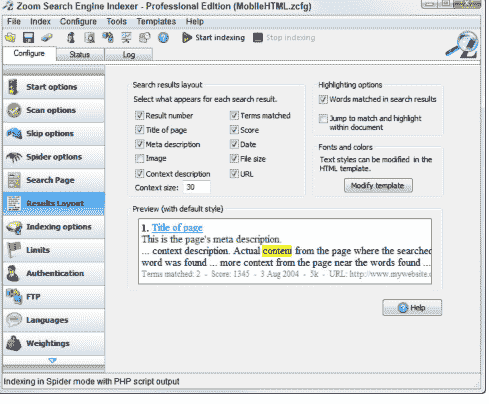 Zoom Search Engine Indexer - Professional Edition (MobileHTML.zcfg)
File Index Configure Tools Templates Help
Start indexing Stop indexing
Configure Status Log
Start options
Scan options
Skip options
Spider options
Search Page
Results Layout
Indexing options
Limits
Authentication
FTP
Languages
Weightings
Search results layout
Select what appears for each search result.
Result number Terms matched
Title of page Score
Meta description Date
Image File size
Context description URL
Context size: 30
Highlighting options
Words matched in search results
Jump to match and highlight
within document
Fonts and colors
Text styles can be modified in the
HTML template.
Modify template
Preview (with default style)
1. Title of page
This is the page's meta description.
... context description. Actual content from the page where the searched
word was found ... more context from the page near the words found ...
Terms matched: 2 - Score: 1345 - 3 Aug 2004 - 5k - URL: http://www.mywebsite.c
Help
Indexing in Spider mode with PHP script output